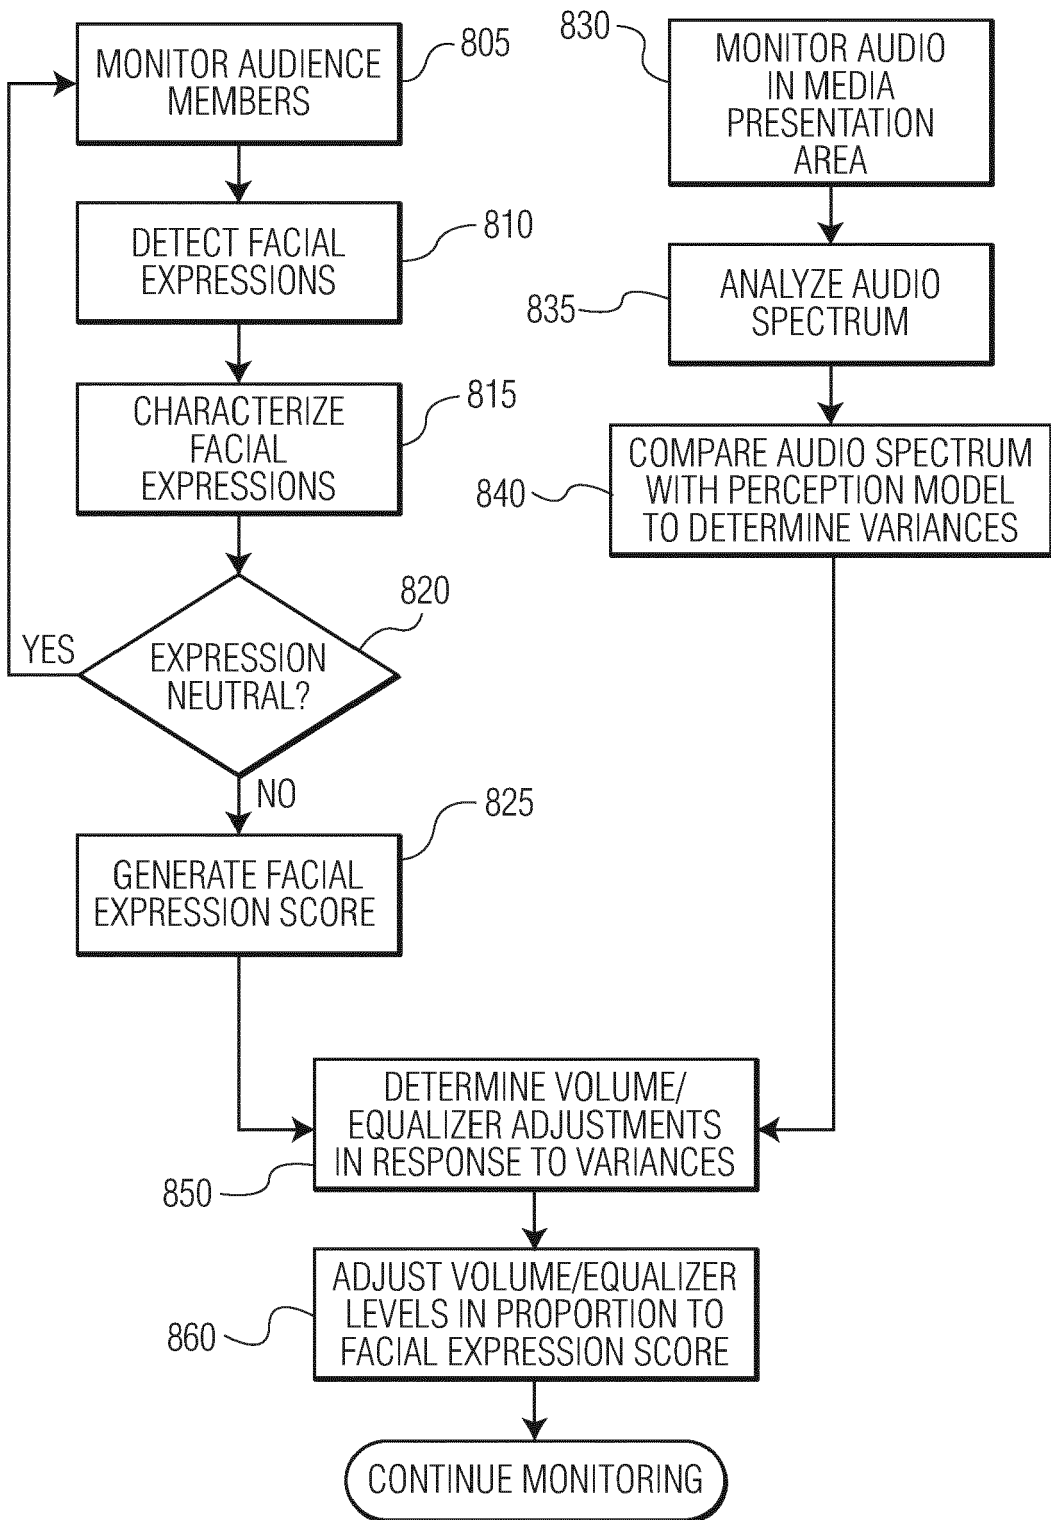 MONITOR AUDIENCE
MEMBERS
805
DETECT FACIAL
EXPRESSIONS
810
CHARACTERIZE
FACIAL
EXPRESSIONS
815
EXPRESSION
NEUTRAL?
820
YES
NO
GENERATE FACIAL
EXPRESSION SCORE
825
830
MONITOR AUDIO
IN MEDIA
PRESENTATION
AREA
835
ANALYZE AUDIO
SPECTRUM
840
COMPARE AUDIO SPECTRUM
WITH PERCEPTION MODEL
TO DETERMINE VARIANCES
DETERMINE VOLUME/
EQUALIZER ADJUSTMENTS
IN RESPONSE TO VARIANCES
850
ADJUST VOLUME/EQUALIZER
LEVELS IN PROPORTION TO
FACIAL EXPRESSION SCORE
860
CONTINUE MONITORING